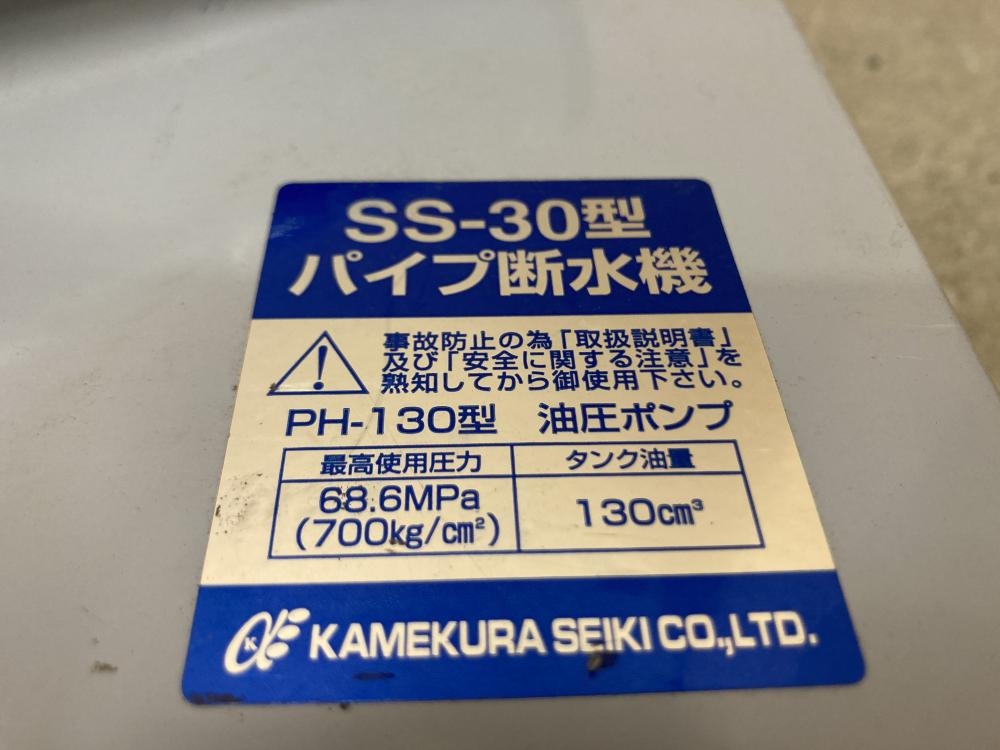 SS-30型
パイプ断水機
事故防止の為「取扱説明書」
及び「安全に関する注意」を
熟知してから御使用下さい。
PH-130型 油圧ポンプ
最高使用圧力 タンク油量
68.6MPa
(700kg/cm²) 130cm³
K KAMEKURA SEIKI CO.,LTD.